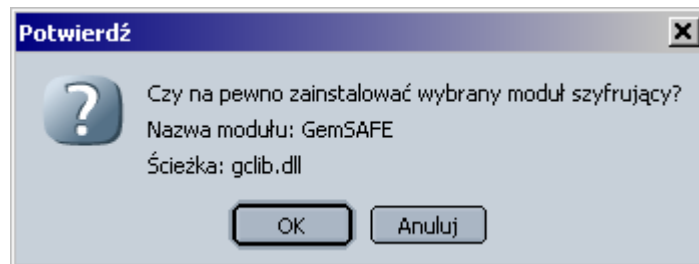 Potwierdź
Czy na pewno zainstalować wybrany moduł szyfrujący?
Nazwa modułu: GemSAFE
Ścieżka: gclib.dll
OK Anuluj